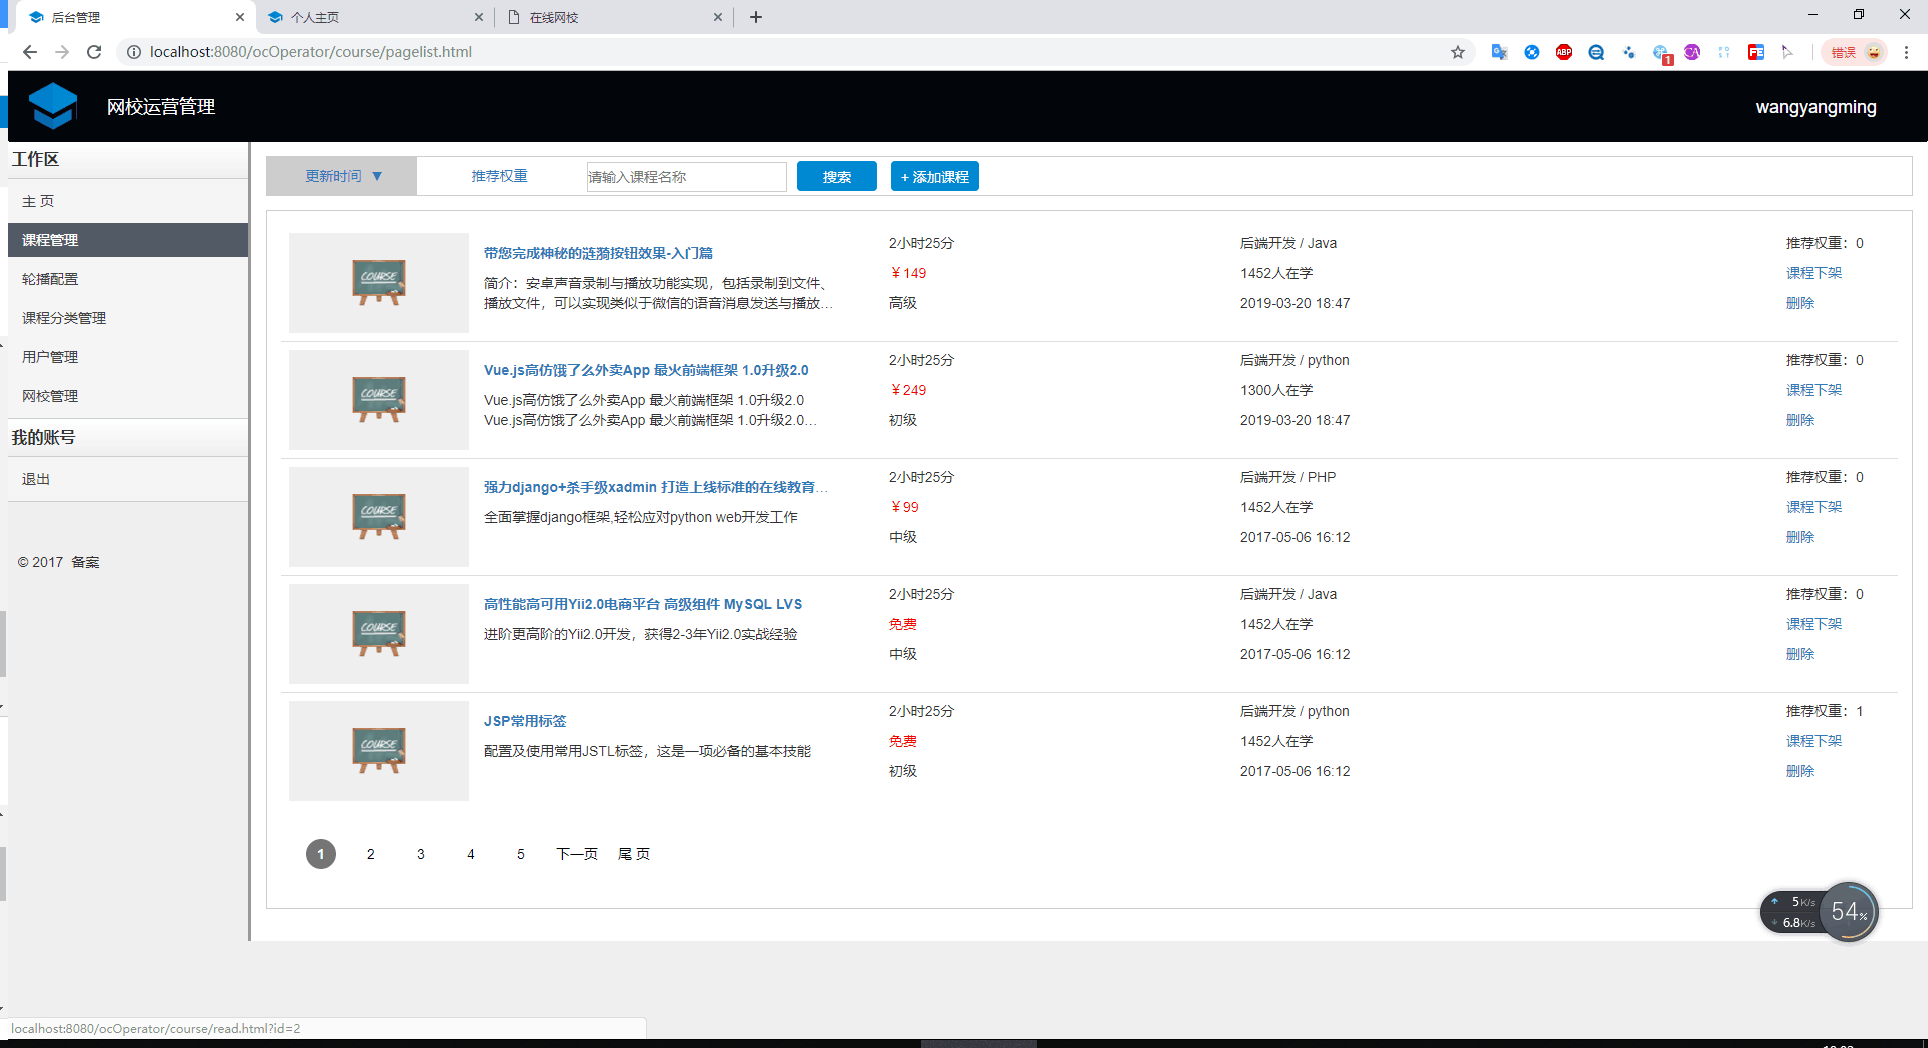 后台管理
个人主页
在线网校
localhost:8080/ocOperator/course/pagelist.html
ABP
1
CA
FE
错误
网校运营管理
wangyangming
工作区
主 页
课程管理
轮播配置
课程分类管理
用户管理
网校管理
我的账号
退出
© 2017 备案
更新时间 ▼
推荐权重
请输入课程名称
搜索
+ 添加课程
COURSE
带您完成神秘的涟漪按钮效果-入门篇
简介：安卓声音录制与播放功能实现，包括录制到文件、
播放文件，可以实现类似于微信的语音消息发送与播放…
2小时25分
￥149
高级
后端开发 / Java
1452人在学
2019-03-20 18:47
推荐权重：0
课程下架
删除
COURSE
Vue.js高仿饿了么外卖App 最火前端框架 1.0升级2.0
Vue.js高仿饿了么外卖App 最火前端框架 1.0升级2.0
Vue.js高仿饿了么外卖App 最火前端框架 1.0升级2.0…
2小时25分
￥249
初级
后端开发 / python
1300人在学
2019-03-20 18:47
推荐权重：0
课程下架
删除
COURSE
强力django+杀手级xadmin 打造上线标准的在线教育…
全面掌握django框架,轻松应对python web开发工作
2小时25分
￥99
中级
后端开发 / PHP
1452人在学
2017-05-06 16:12
推荐权重：0
课程下架
删除
COURSE
高性能高可用Yii2.0电商平台 高级组件 MySQL LVS
进阶更高阶的Yii2.0开发，获得2-3年Yii2.0实战经验
2小时25分
免费
中级
后端开发 / Java
1452人在学
2017-05-06 16:12
推荐权重：0
课程下架
删除
COURSE
JSP常用标签
配置及使用常用JSTL标签，这是一项必备的基本技能
2小时25分
免费
初级
后端开发 / python
1452人在学
2017-05-06 16:12
推荐权重：1
课程下架
删除
1 2 3 4 5 下一页 尾 页
5K/s
6.8K/s
54%
localhost:8080/ocOperator/course/read.html?id=2